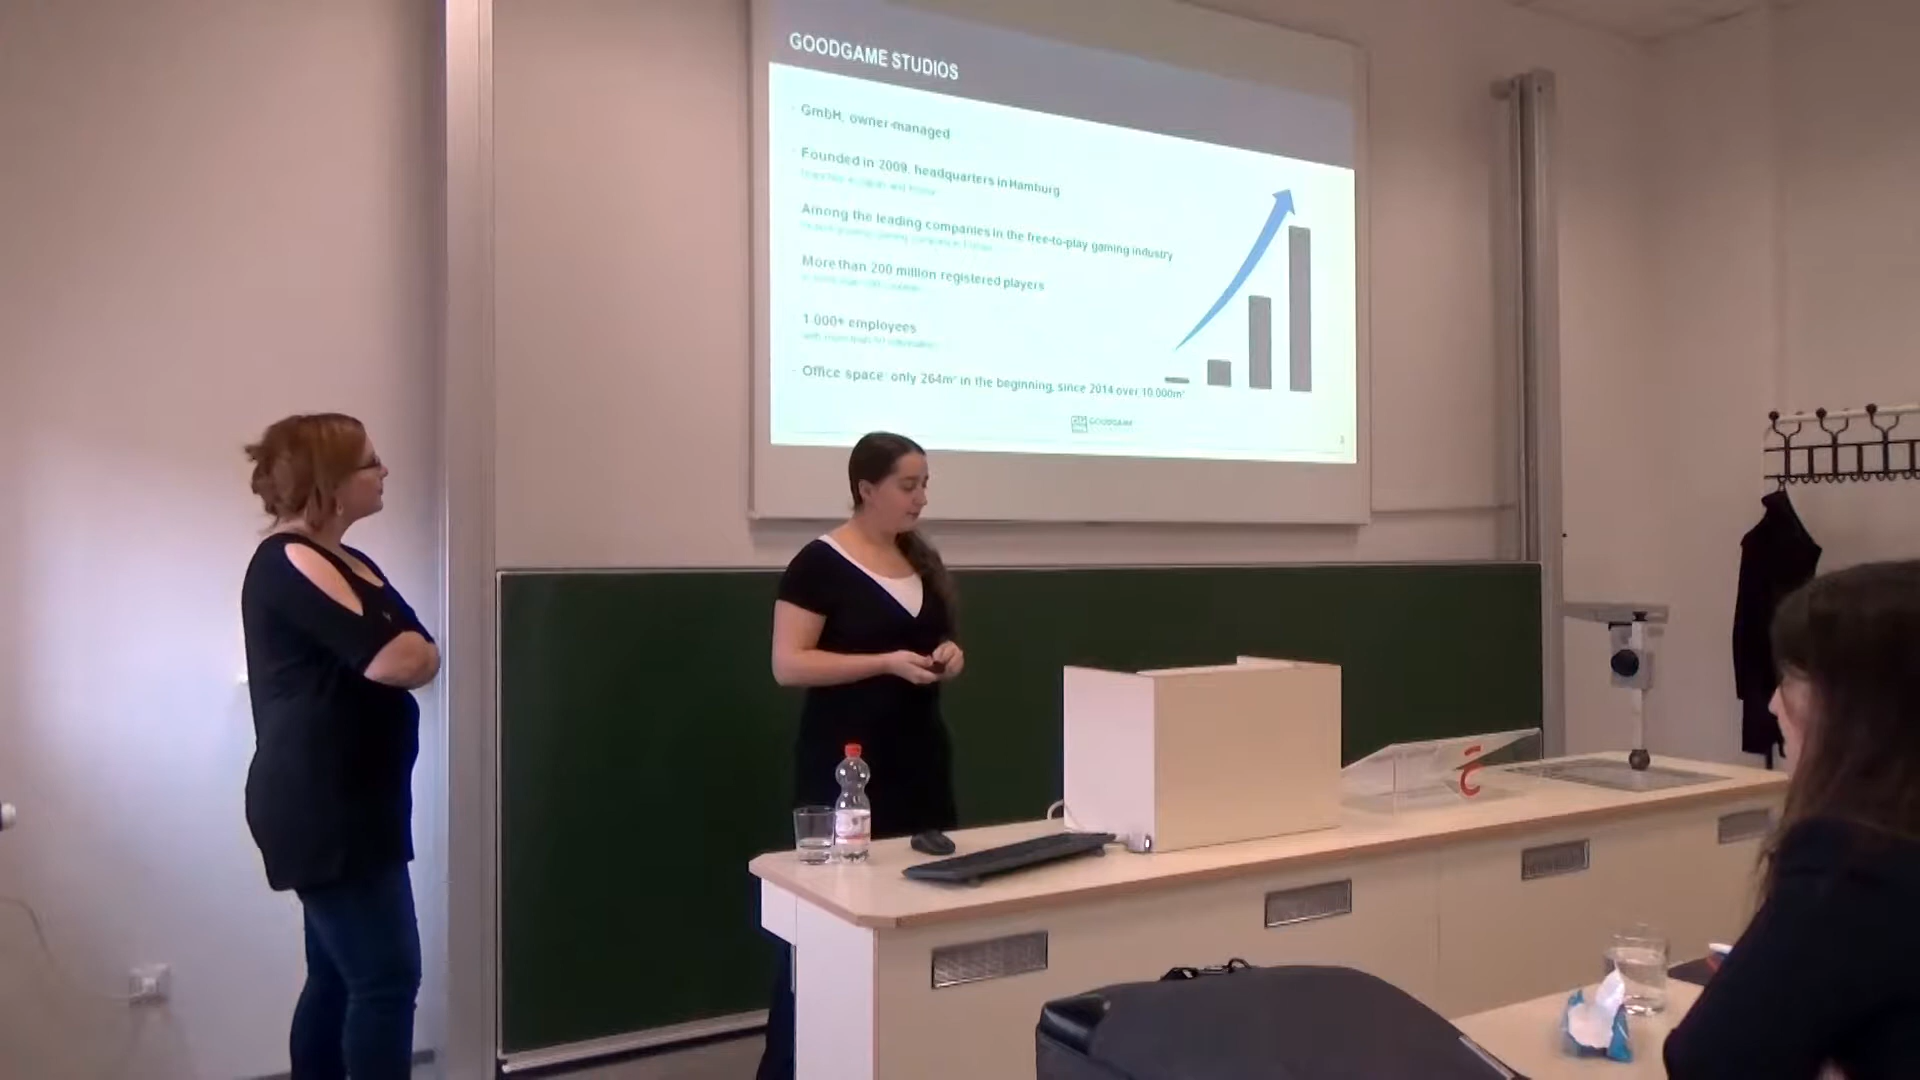 GOODGAME STUDIOS
GmbH, owner-managed
Founded in 2009, headquarters in Hamburg
Among the leading companies in the free-to-play gaming industry
More than 200 million registered players
1.000+ employees
Office space: only 264m² in the beginning, since 2014 over 10.000m²
GOODGAME